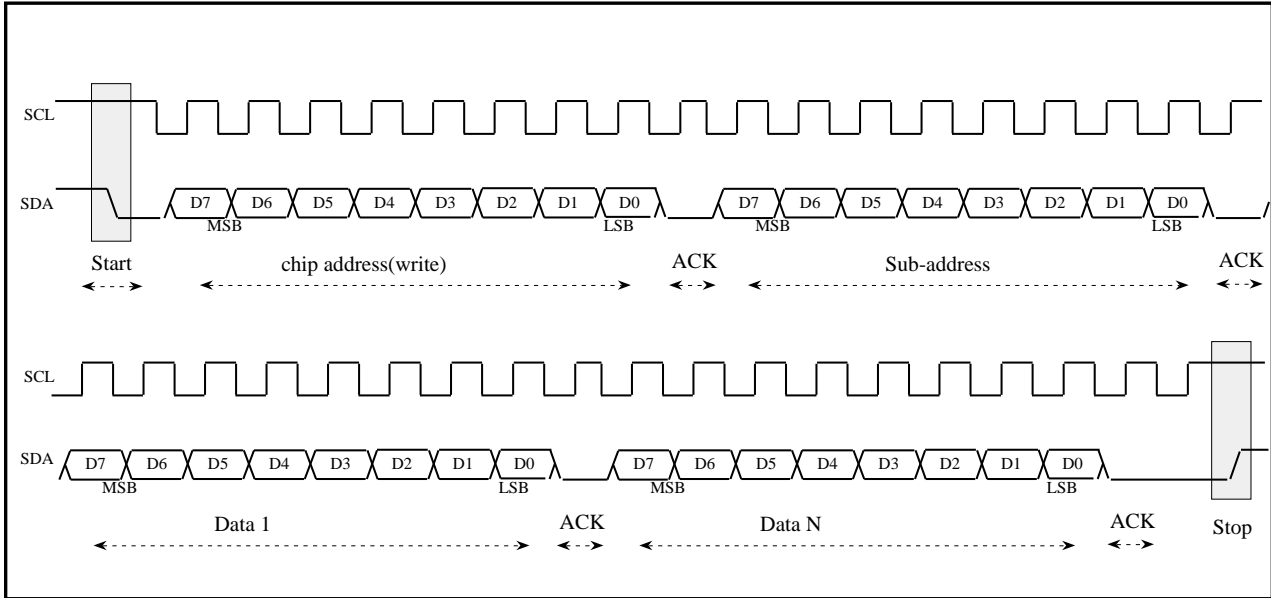 SCL
SDA D7 D6 D5 D4 D3 D2 D1 D0 D7 D6 D5 D4 D3 D2 D1 D0
MSB LSB MSB LSB
Start chip address(write) ACK Sub-address ACK
SCL
SDA D7 D6 D5 D4 D3 D2 D1 D0 D7 D6 D5 D4 D3 D2 D1 D0
MSB LSB MSB LSB
Data 1 ACK Data N ACK Stop